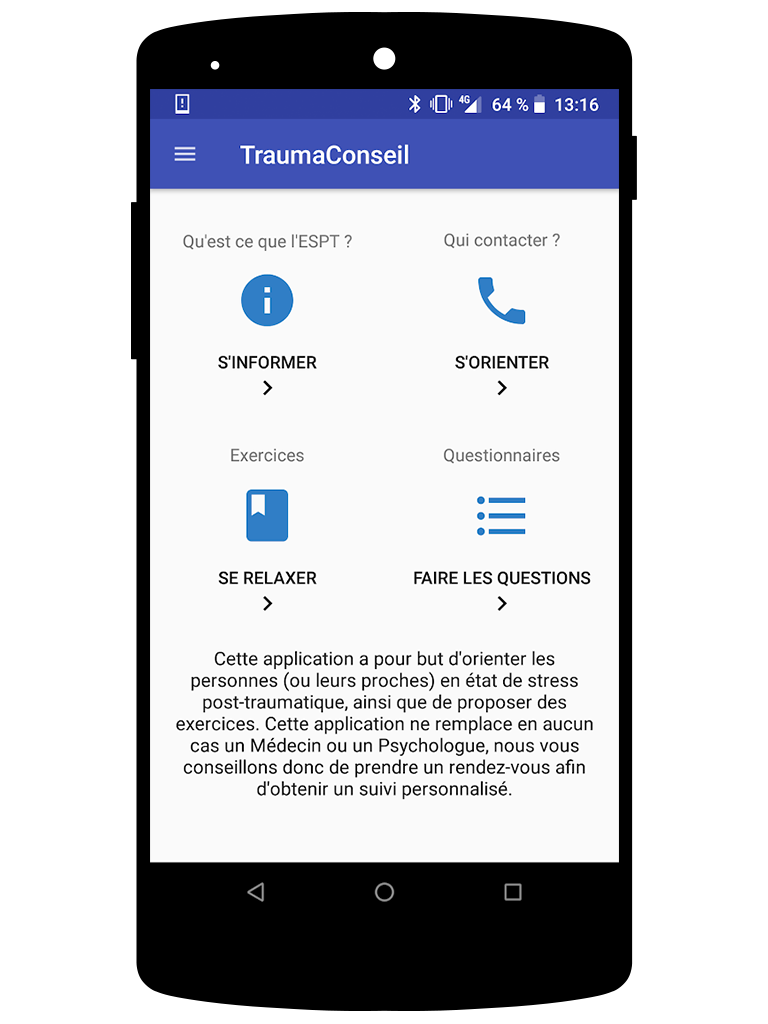 4G 64 % 13:16
TraumaConseil
Qu'est ce que l'ESPT ?
Qui contacter ?
S'INFORMER
S'ORIENTER
Exercices
Questionnaires
SE RELAXER
FAIRE LES QUESTIONS
Cette application a pour but d'orienter les
personnes (ou leurs proches) en état de stress
post-traumatique, ainsi que de proposer des
exercices. Cette application ne remplace en aucun
cas un Médecin ou un Psychologue, nous vous
conseillons donc de prendre un rendez-vous afin
d'obtenir un suivi personnalisé.